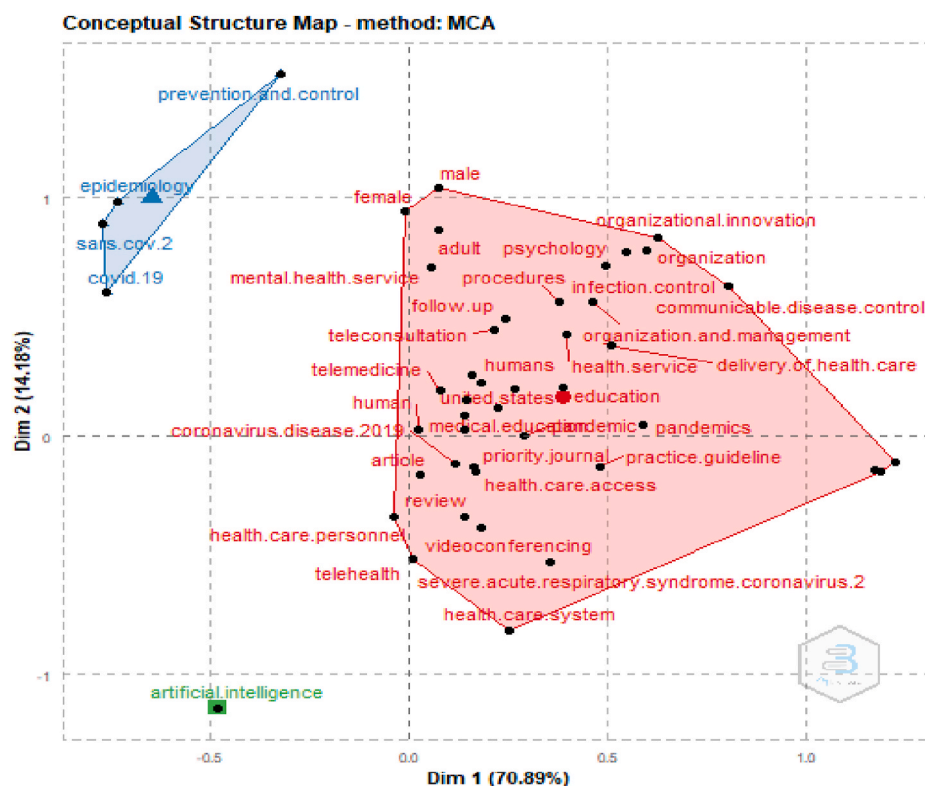 Conceptual Structure Map - method: MCA
prevention.and.control
epidemiology
sars.cov.2
covid.19
male
female
organizational.innovation
adult
psychology
organization
mental.health.service
procedures
infection.control
communicable.disease.control
follow.up
teleconsultation
organization.and.management
telemedicine
humans
health.service
delivery.of.health.care
human
united.states
education
coronavirus.disease.2019
medical.education
pandemic
pandemics
article
priority.journal
practice.guideline
health.care.access
review
health.care.personnel
videoconferencing
telehealth
severe.acute.respiratory.syndrome.coronavirus.2
health.care.system
artificial.intelligence
1
0
-1
-0.5
0.0
0.5
1.0
Dim 2 (14.18%)
Dim 1 (70.89%)